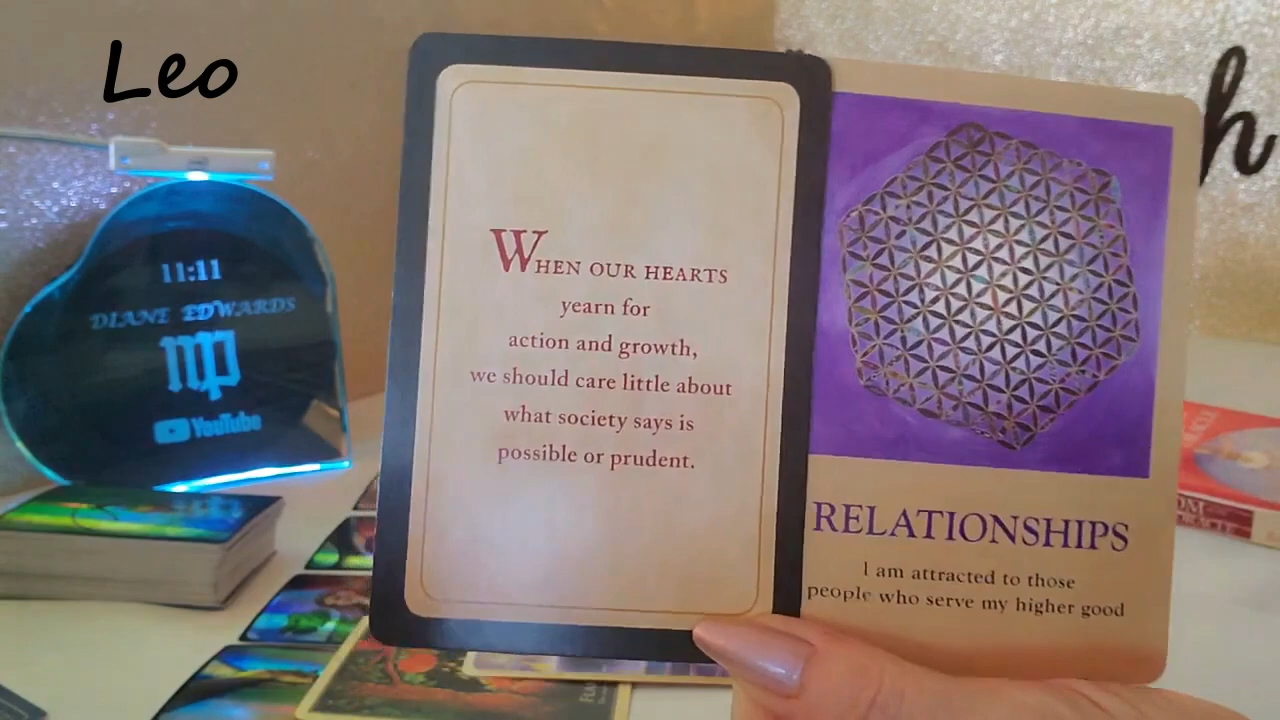 Leo
11:11
DIANE EDWARDS
YouTube
WHEN OUR HEARTS
yearn for
action and growth,
we should care little about
what society says is
possible or prudent.
RELATIONSHIPS
I am attracted to those
people who serve my higher good
h